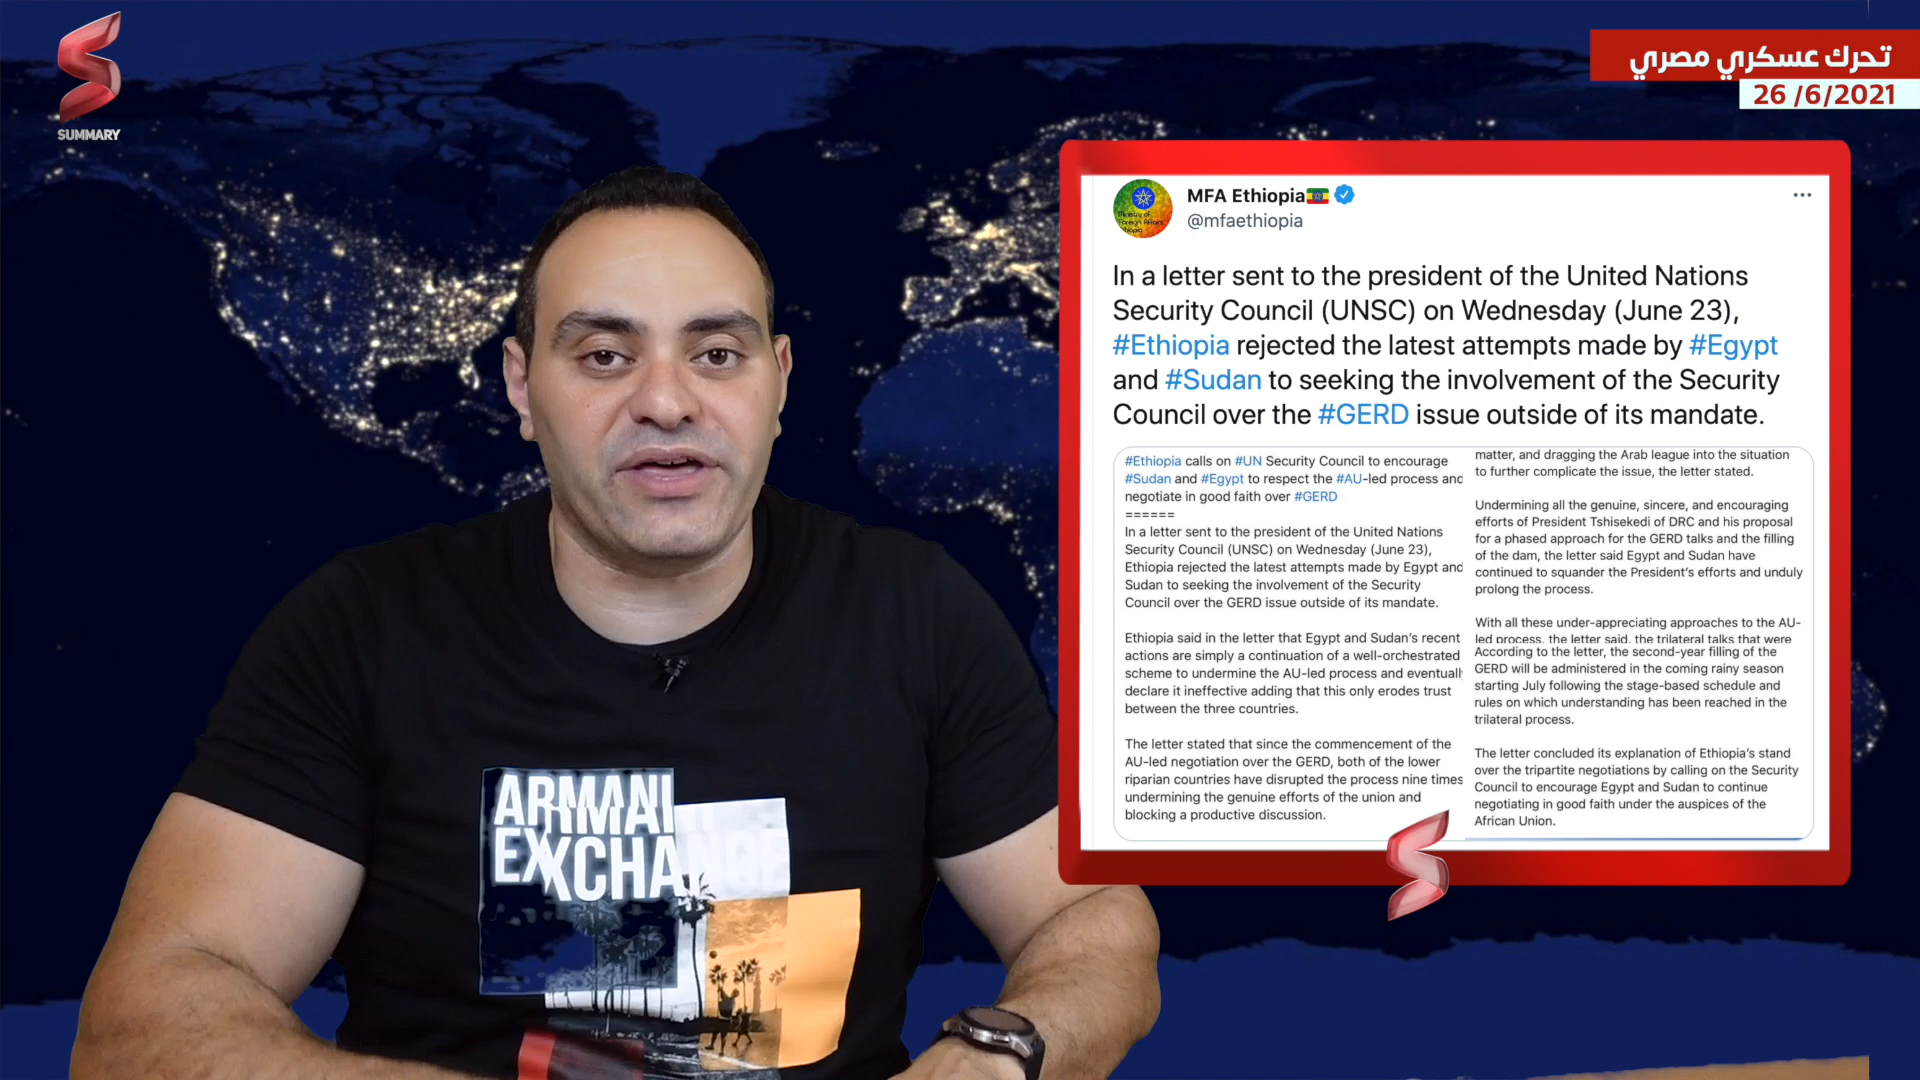 SUMMARY
تحرك عسكري مصري
26 /6/2021
MFA Ethiopia
@mfaethiopia
In a letter sent to the president of the United Nations
Security Council (UNSC) on Wednesday (June 23),
#Ethiopia rejected the latest attempts made by #Egypt
and #Sudan to seeking the involvement of the Security
Council over the #GERD issue outside of its mandate.
#Ethiopia calls on #UN Security Council to encourage
#Sudan and #Egypt to respect the #AU-led process and
negotiate in good faith over #GERD
======
In a letter sent to the president of the United Nations
Security Council (UNSC) on Wednesday (June 23),
Ethiopia rejected the latest attempts made by Egypt and
Sudan to seeking the involvement of the Security
Council over the GERD issue outside of its mandate.
Ethiopia said in the letter that Egypt and Sudan's recent
actions are simply a continuation of a well-orchestrated
scheme to undermine the AU-led process and eventuall
declare it ineffective adding that this only erodes trust
between the three countries.
The letter stated that since the commencement of the
AU-led negotiation over the GERD, both of the lower
riparian countries have disrupted the process nine times
undermining the genuine efforts of the union and
blocking a productive discussion.
matter, and dragging the Arab league into the situation
to further complicate the issue, the letter stated.
Undermining all the genuine, sincere, and encouraging
efforts of President Tshisekedi of DRC and his proposal
for a phased approach for the GERD talks and the filling
of the dam, the letter said Egypt and Sudan have
continued to squander the President's efforts and unduly
prolong the process.
With all these under-appreciating approaches to the AU-
led process, the letter said, the trilateral talks that were
According to the letter, the second-year filling of the
GERD will be administered in the coming rainy season
starting July following the stage-based schedule and
rules on which understanding has been reached in the
trilateral process.
The letter concluded its explanation of Ethiopia's stand
over the tripartite negotiations by calling on the Security
Council to encourage Egypt and Sudan to continue
negotiating in good faith under the auspices of the
African Union.
ARMANI
EXCHANGE